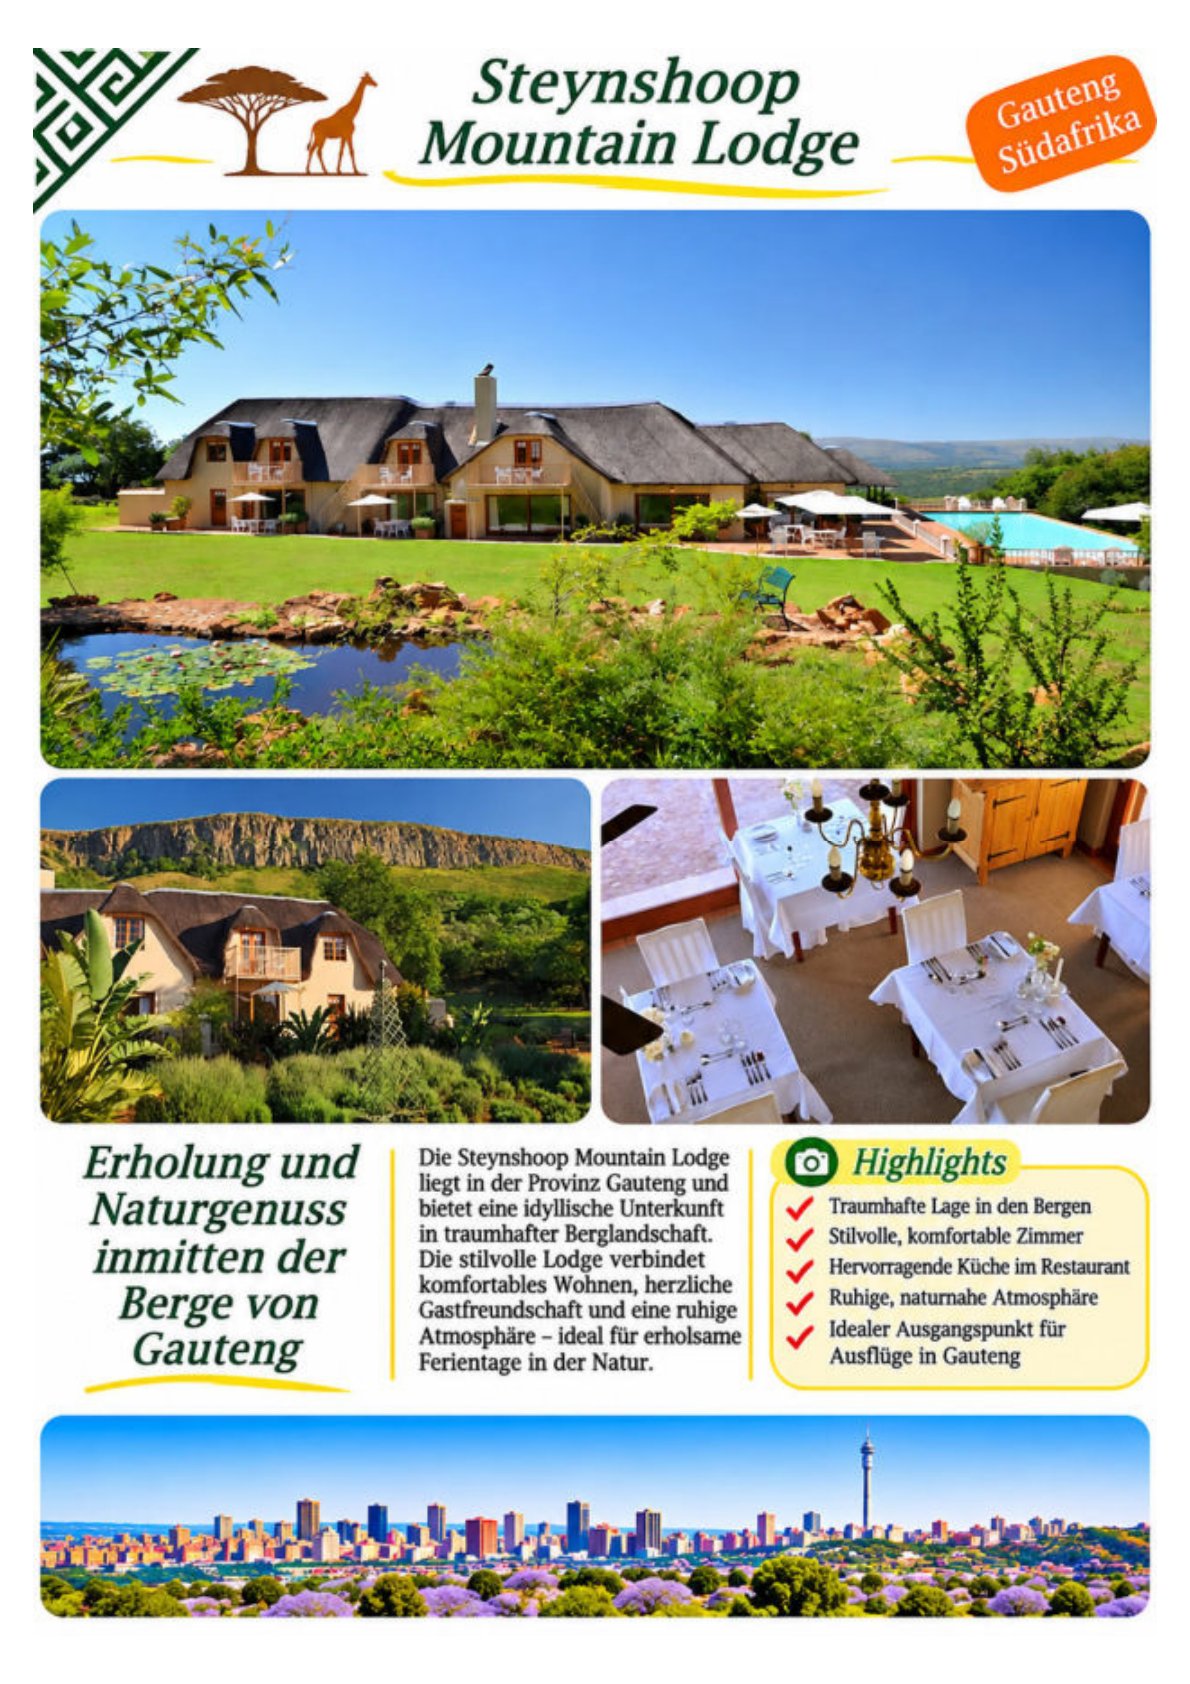 Steynshoop
Mountain Lodge
Gauteng
Südafrika
Erholung und
Naturgenuss
inmitten der
Berge von
Gauteng
Die Steynshoop Mountain Lodge
liegt in der Provinz Gauteng und
bietet eine idyllische Unterkunft
in traumhafter Berglandschaft.
Die stilvolle Lodge verbindet
komfortables Wohnen, herzliche
Gastfreundschaft und eine ruhige
Atmosphäre – ideal für erholsame
Ferientage in der Natur.
Highlights
Traumhafte Lage in den Bergen
Stilvolle, komfortable Zimmer
Hervorragende Küche im Restaurant
Ruhige, naturnahe Atmosphäre
Idealer Ausgangspunkt für
Ausflüge in Gauteng